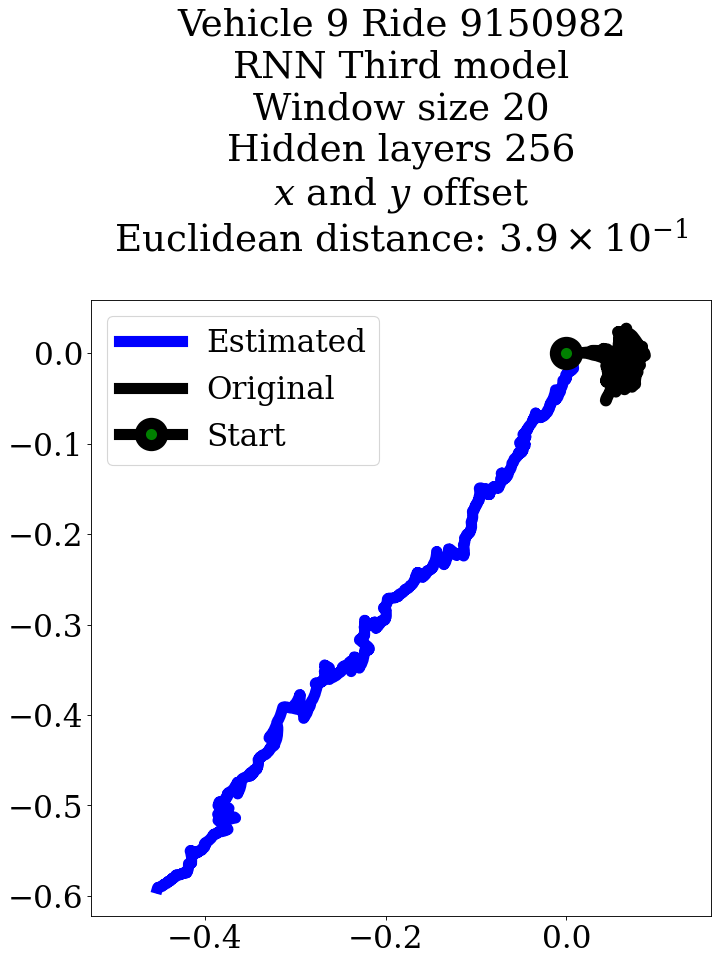 Vehicle 9 Ride 9150982
RNN Third model
Window size 20
Hidden layers 256
x and y offset
Euclidean distance: 3.9 × 10⁻¹
Estimated
Original
Start
0.0
−0.1
−0.2
−0.3
−0.4
−0.5
−0.6
−0.4 −0.2 0.0